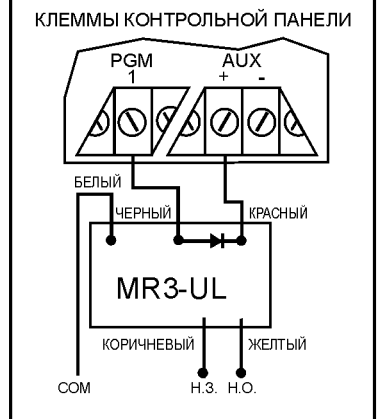 КЛЕММЫ КОНТРОЛЬНОЙ ПАНЕЛИ
PGM AUX
1 + -
БЕЛЫЙ
ЧЕРНЫЙ КРАСНЫЙ
MR3-UL
КОРИЧНЕВЫЙ ЖЕЛТЫЙ
COM Н.З. Н.О.